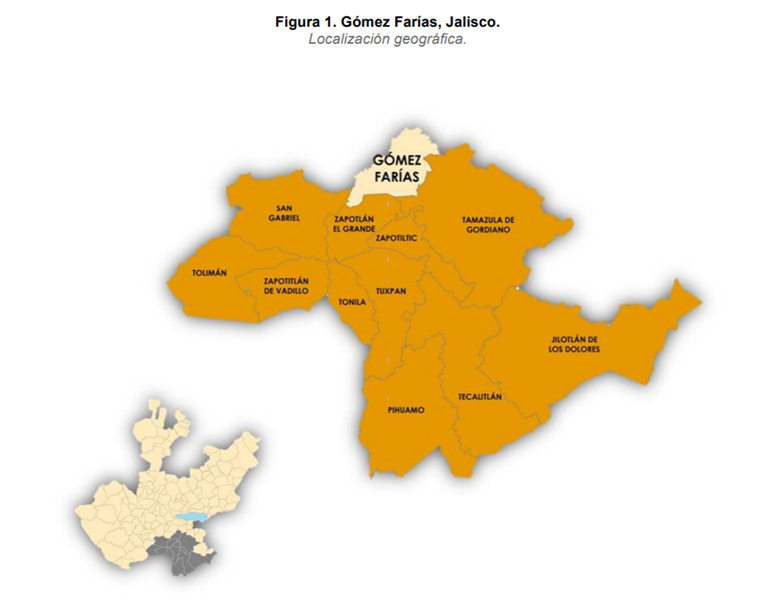 Figura 1. Gómez Farías, Jalisco.
Localización geográfica.
GÓMEZ
FARÍAS
SAN
GABRIEL
ZAPOTLÁN
EL GRANDE
TAMAZULA DE
GORDIANO
ZAPOTILTIC
TOLIMÁN
ZAPOTITLÁN
DE VADILLO
TONILA
TUXPAN
JILOTLÁN DE
LOS DOLORES
TECALITLÁN
PIHUAMO